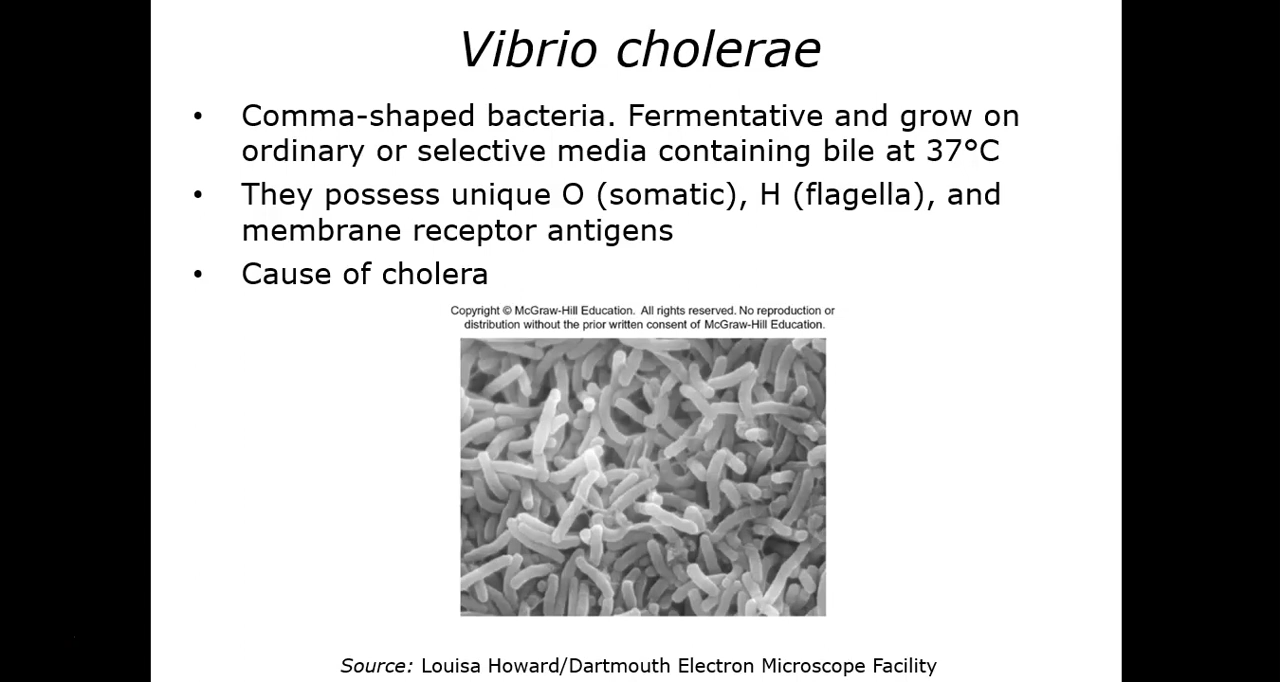 Vibrio cholerae
• Comma-shaped bacteria. Fermentative and grow on
ordinary or selective media containing bile at 37°C
• They possess unique O (somatic), H (flagella), and
membrane receptor antigens
• Cause of cholera
Copyright © McGraw-Hill Education. All rights reserved. No reproduction or
distribution without the prior written consent of McGraw-Hill Education.
Source: Louisa Howard/Dartmouth Electron Microscope Facility